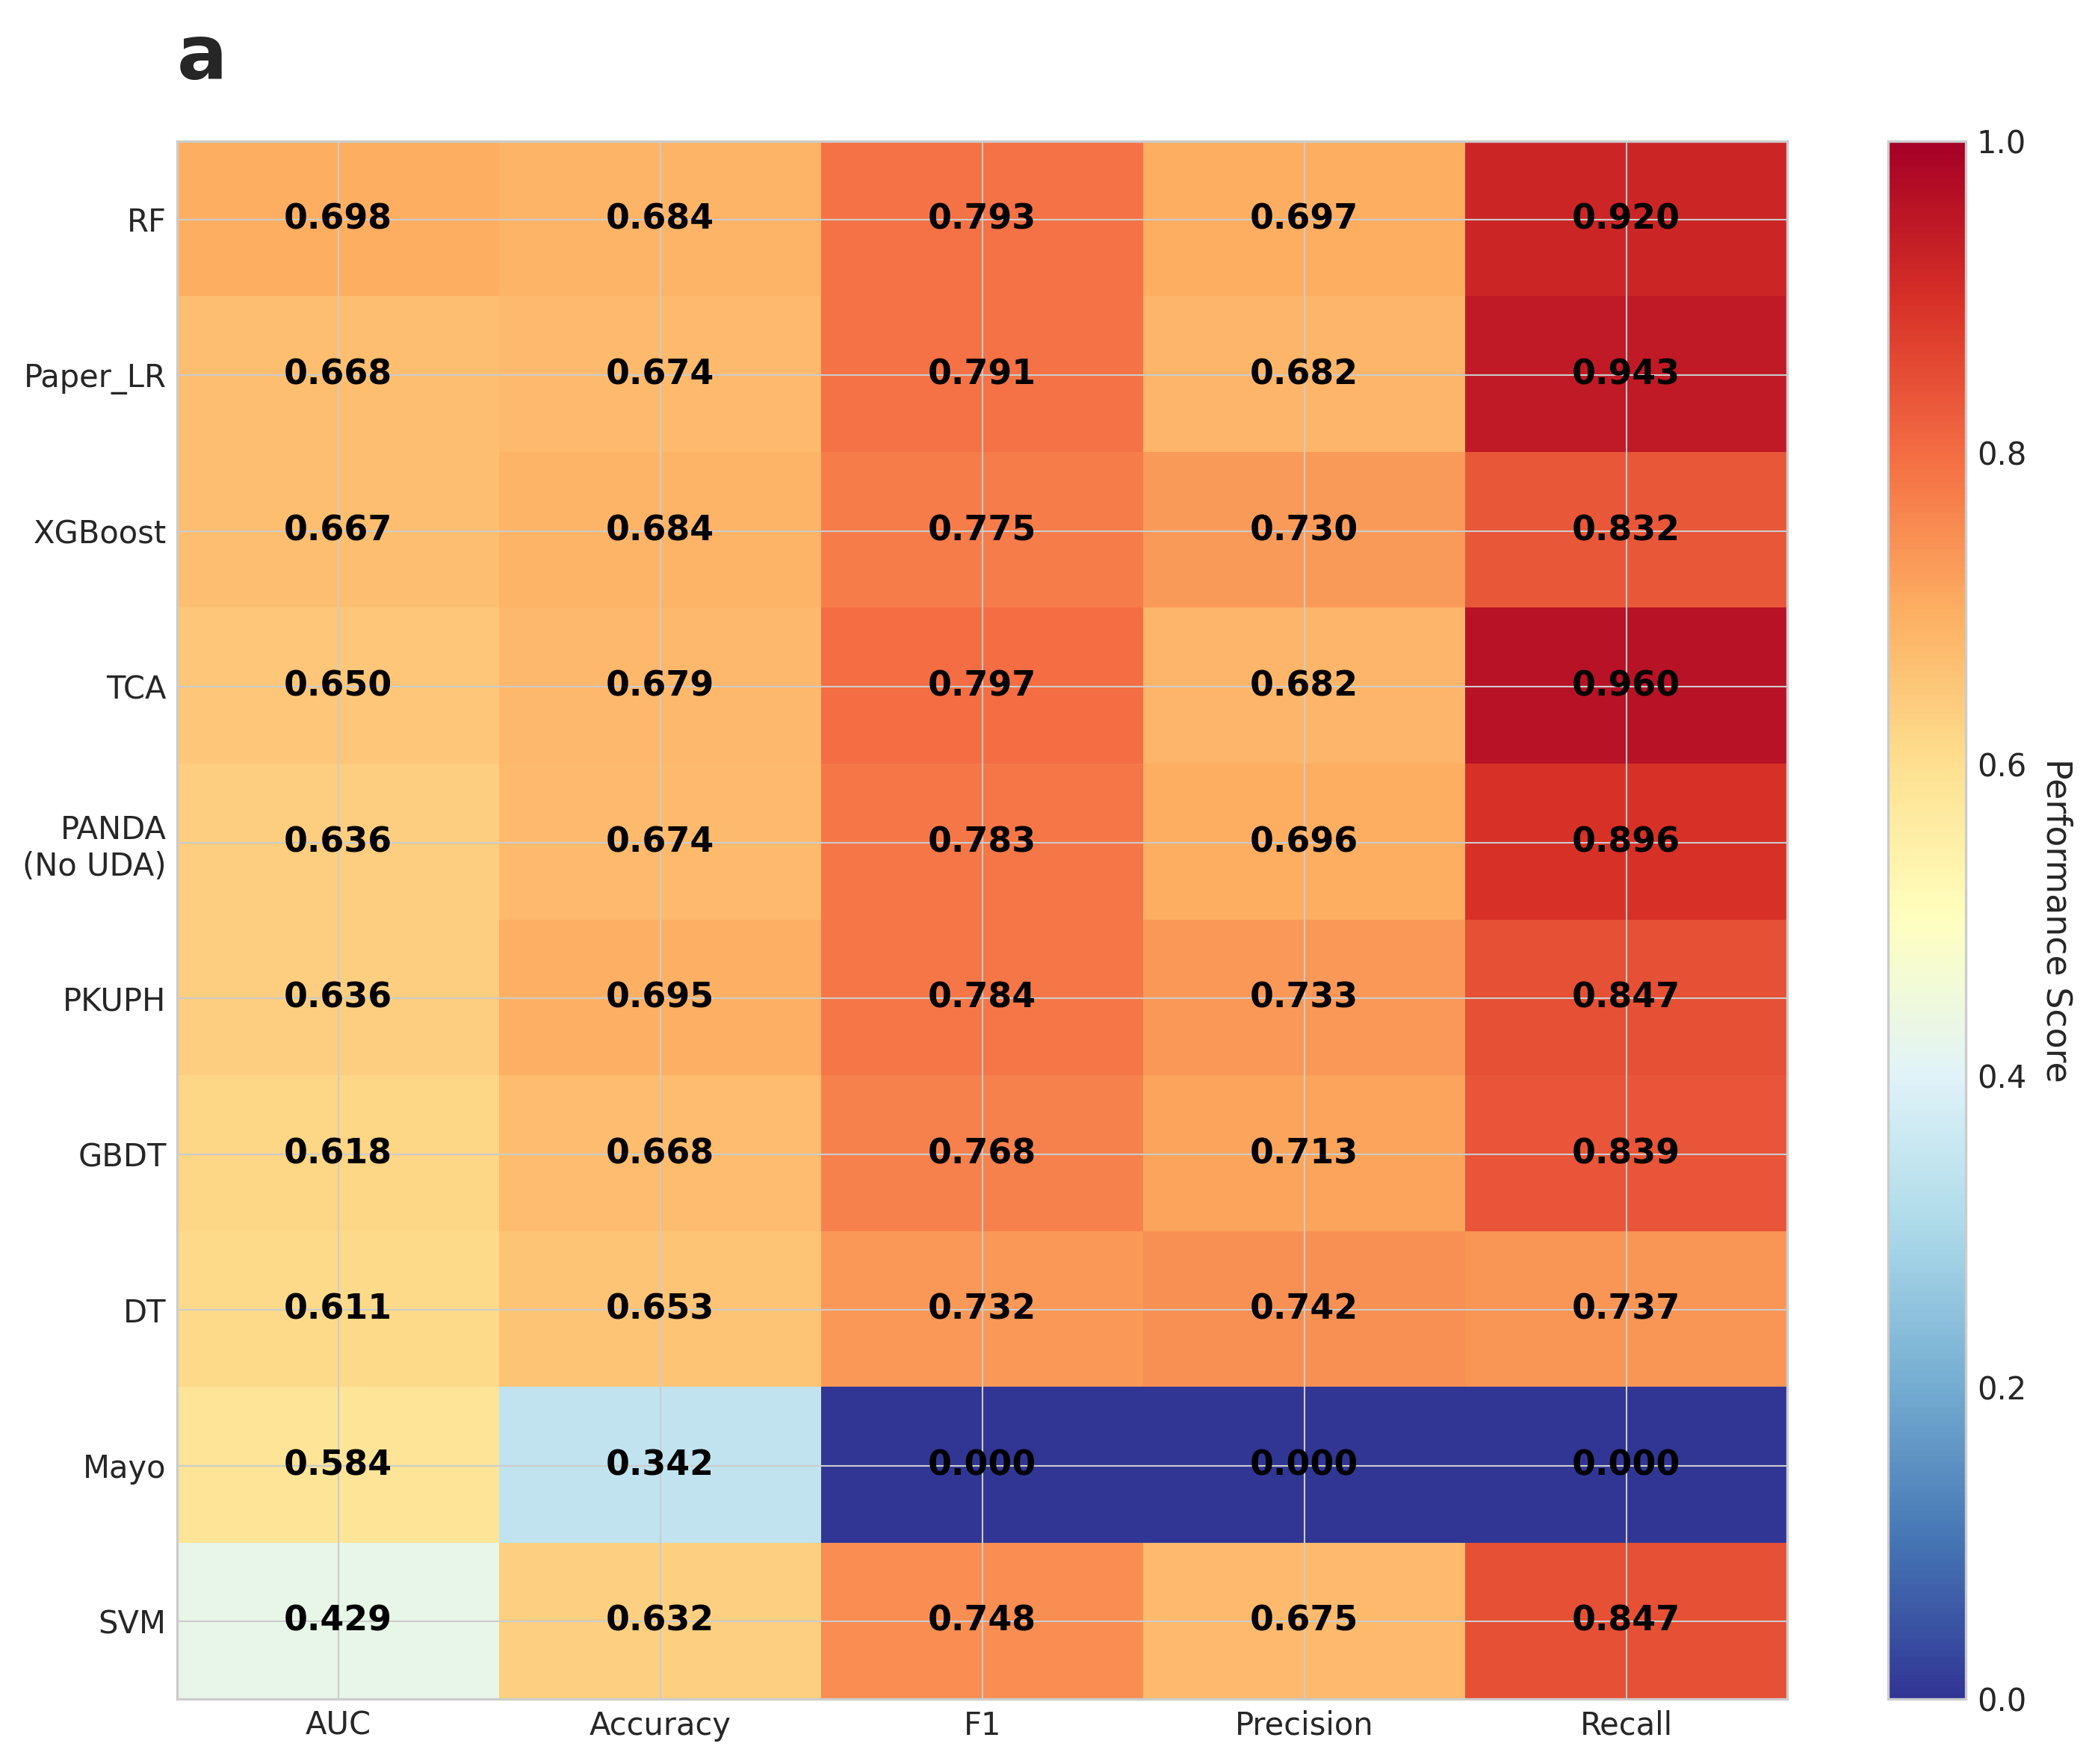 a
RF 0.698 0.684 0.793 0.697 0.920
Paper_LR 0.668 0.674 0.791 0.682 0.943
XGBoost 0.667 0.684 0.775 0.730 0.832
TCA 0.650 0.679 0.797 0.682 0.960
PANDA
(No UDA) 0.636 0.674 0.783 0.696 0.896
PKUPH 0.636 0.695 0.784 0.733 0.847
GBDT 0.618 0.668 0.768 0.713 0.839
DT 0.611 0.653 0.732 0.742 0.737
Mayo 0.584 0.342 0.000 0.000 0.000
SVM 0.429 0.632 0.748 0.675 0.847
AUC Accuracy F1 Precision Recall
1.0
0.8
0.6
0.4
0.2
0.0
Performance Score